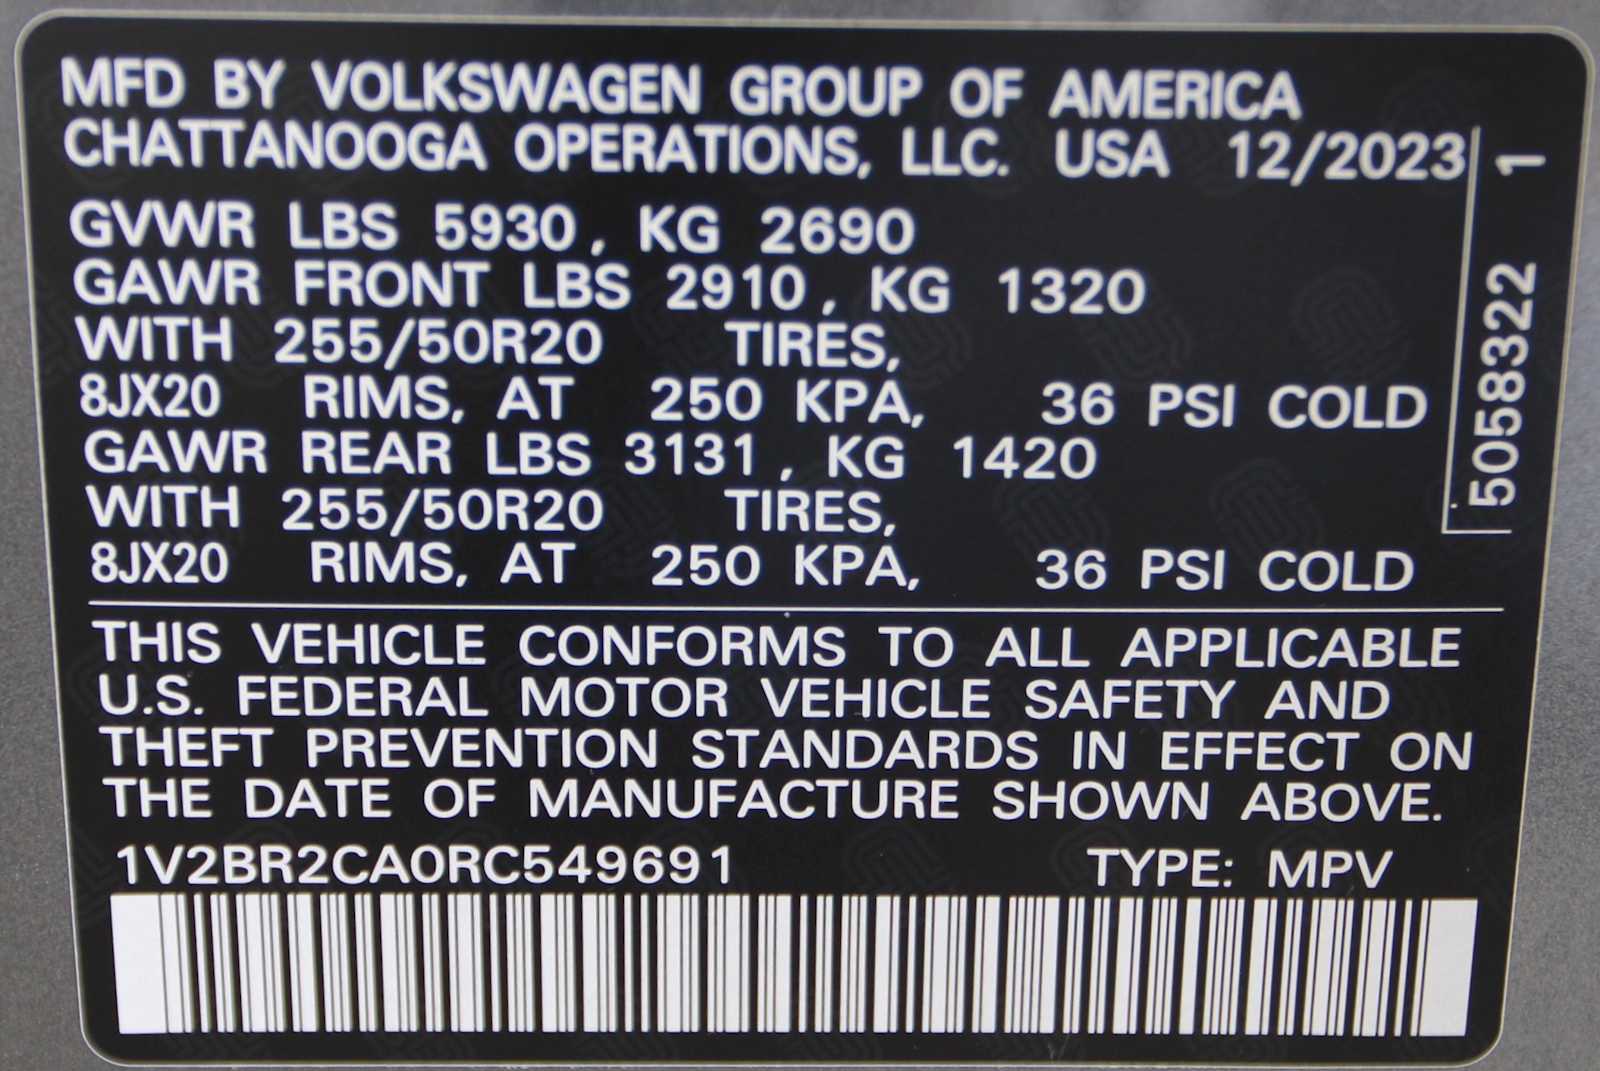 MFD BY VOLKSWAGEN GROUP OF AMERICA
CHATTANOOGA OPERATIONS, LLC. USA 12/2023
GVWR LBS 5930, KG 2690
GAWR FRONT LBS 2910, KG 1320
WITH 255/50R20 TIRES,
8JX20 RIMS, AT 250 KPA, 36 PSI COLD
GAWR REAR LBS 3131, KG 1420
WITH 255/50R20 TIRES,
8JX20 RIMS, AT 250 KPA, 36 PSI COLD
5058322 1
THIS VEHICLE CONFORMS TO ALL APPLICABLE
U.S. FEDERAL MOTOR VEHICLE SAFETY AND
THEFT PREVENTION STANDARDS IN EFFECT ON
THE DATE OF MANUFACTURE SHOWN ABOVE.
1V2BR2CA0RC549691 TYPE: MPV